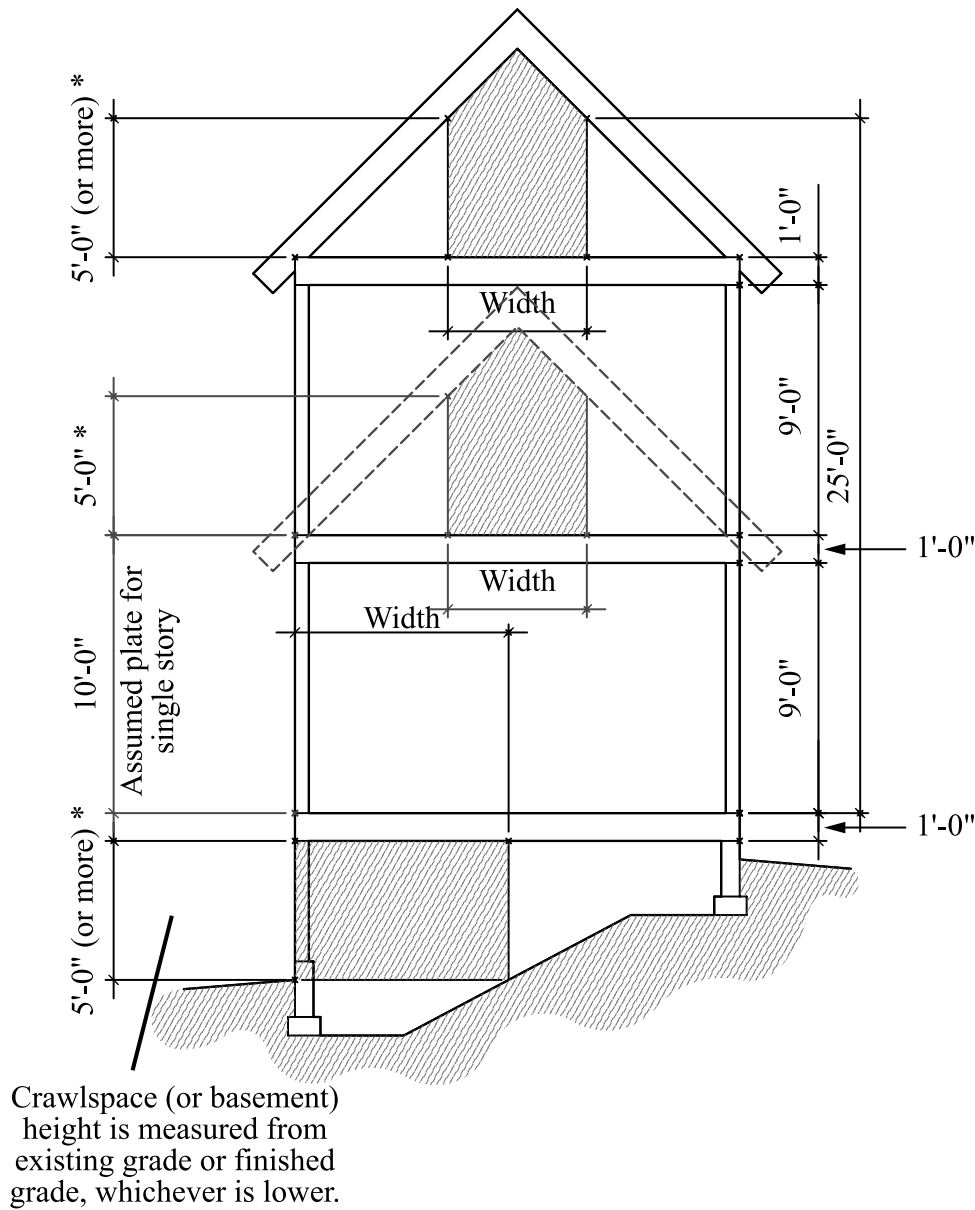 5'-0" (or more) *
1'-0"
Width
9'-0"
25'-0"
5'-0" *
1'-0"
Width
Width
10'-0"
Assumed plate for
single story
9'-0"
1'-0"
5'-0" (or more) *
Crawlspace (or basement)
height is measured from
existing grade or finished
grade, whichever is lower.